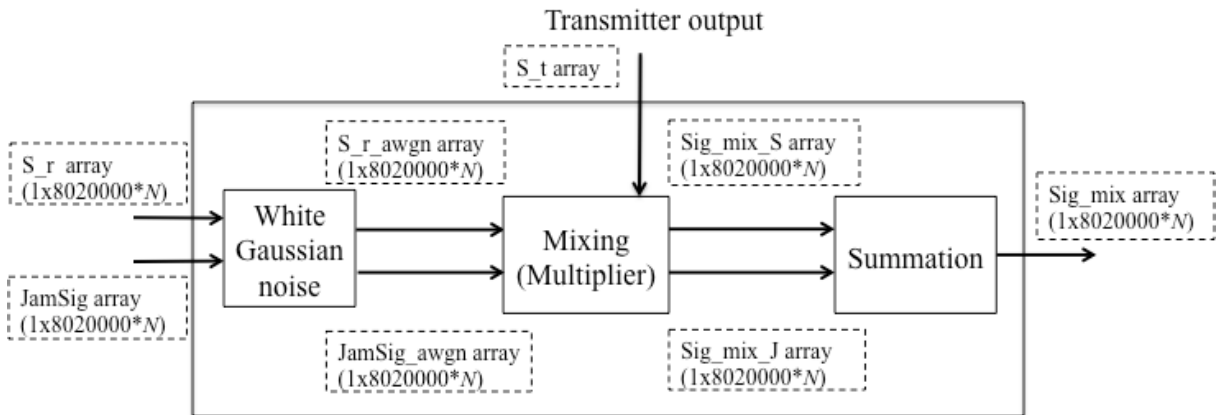 Transmitter output
S_t array
S_r array
(1x8020000*N)
S_r_awgn array
(1x8020000*N)
Sig_mix_S array
(1x8020000*N)
Sig_mix array
(1x8020000*N)
White
Gaussian
noise
Mixing
(Multiplier)
Summation
JamSig array
(1x8020000*N)
JamSig_awgn array
(1x8020000*N)
Sig_mix_J array
(1x8020000*N)